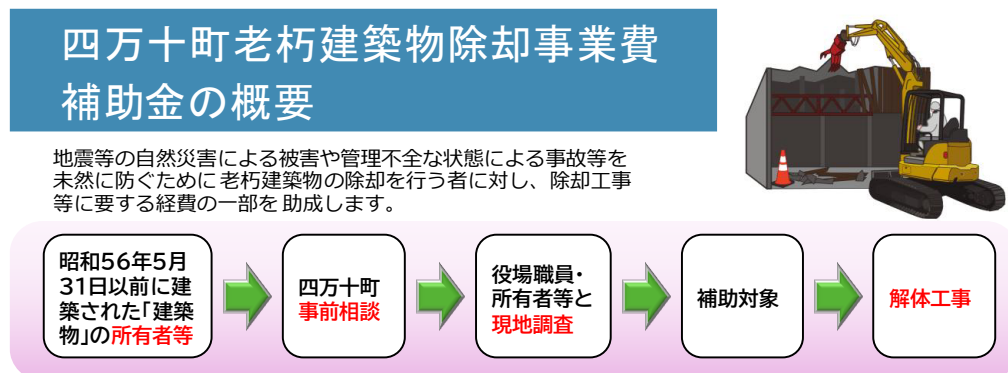 四万十町老朽建築物除却事業費
補助金の概要
地震等の自然災害による被害や管理不全な状態による事故等を
未然に防ぐために老朽建築物の除却を行う者に対し、除却工事
等に要する経費の一部を助成します。
昭和56年5月
31日以前に建
築された「建築
物」の所有者等
四万十町
事前相談
役場職員・
所有者等と
現地調査
補助対象
解体工事